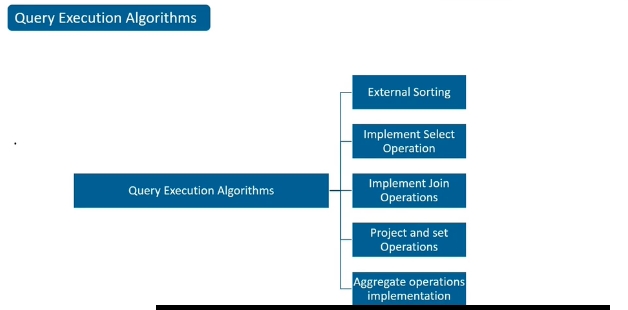 Query Execution Algorithms
External Sorting
Implement Select
Operation
Query Execution Algorithms
Implement Join
Operations
Project and set
Operations
Aggregate operations
implementation